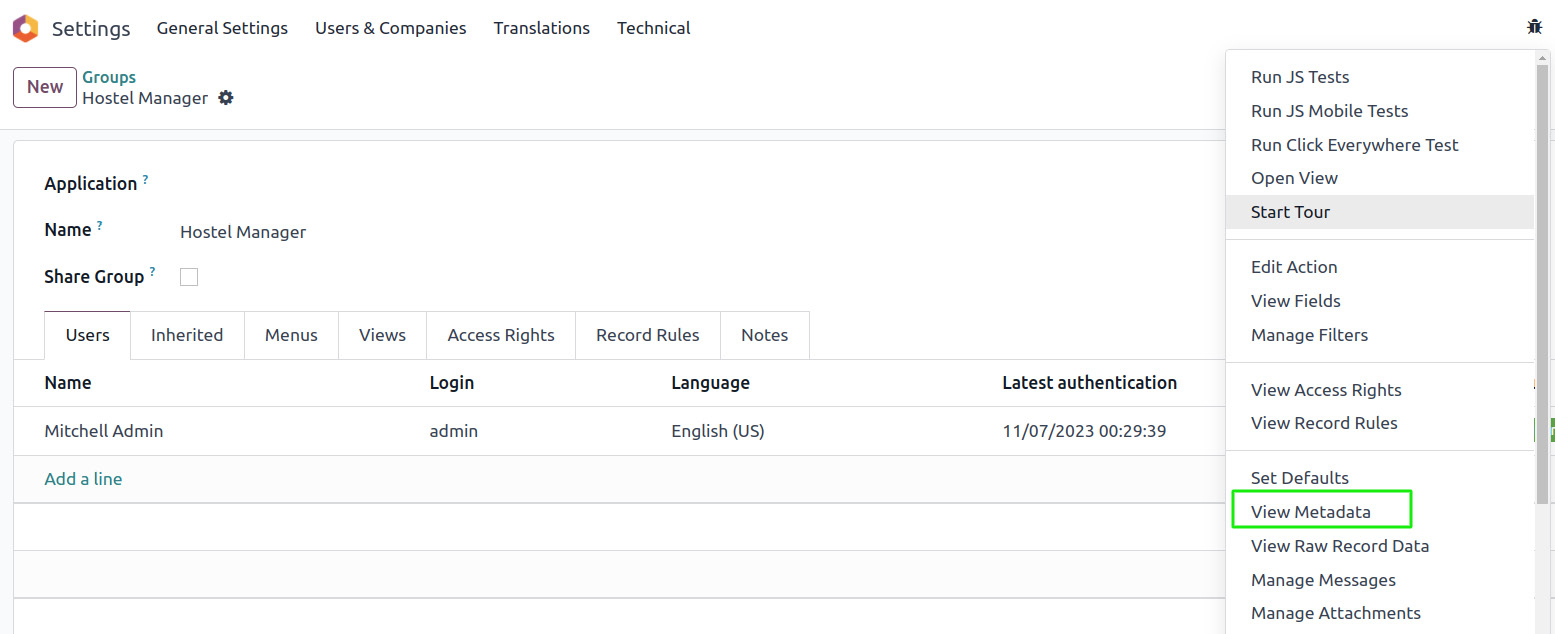 Settings General Settings Users & Companies Translations Technical
New Groups
Hostel Manager
Application ?
Name ? Hostel Manager
Share Group ?
Users Inherited Menus Views Access Rights Record Rules Notes
Name Login Language Latest authentication
Mitchell Admin admin English (US) 11/07/2023 00:29:39
Add a line
Run JS Tests
Run JS Mobile Tests
Run Click Everywhere Test
Open View
Start Tour
Edit Action
View Fields
Manage Filters
View Access Rights
View Record Rules
Set Defaults
View Metadata
View Raw Record Data
Manage Messages
Manage Attachments